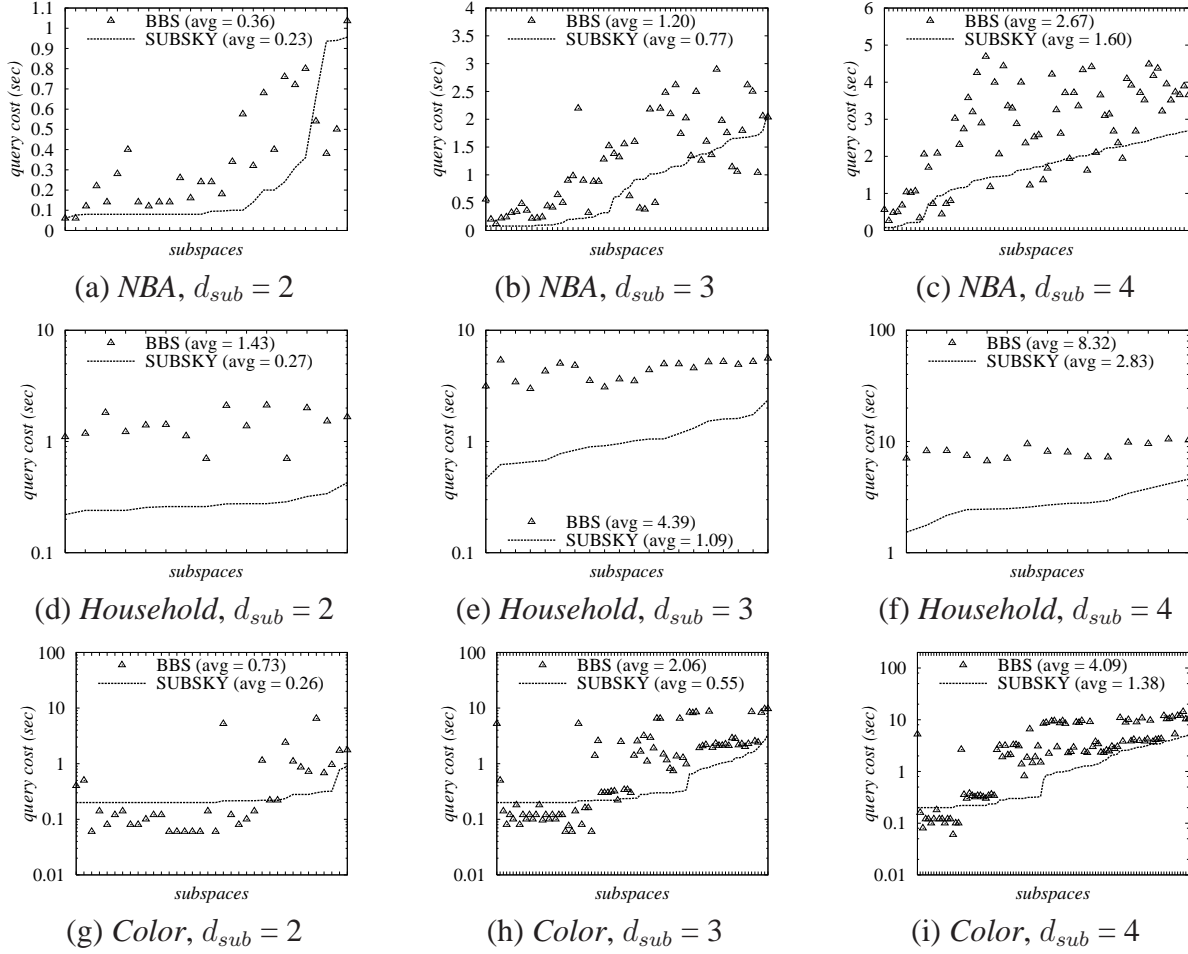 1.1
1
0.9
0.8
0.7
0.6
0.5
0.4
0.3
0.2
0.1
0
query cost (sec)
BBS (avg = 0.36)
SUBSKY (avg = 0.23)
subspaces
(a) NBA, d_sub = 2
4
3.5
3
2.5
2
1.5
1
0.5
0
query cost (sec)
BBS (avg = 1.20)
SUBSKY (avg = 0.77)
subspaces
(b) NBA, d_sub = 3
6
5
4
3
2
1
0
query cost (sec)
BBS (avg = 2.67)
SUBSKY (avg = 1.60)
subspaces
(c) NBA, d_sub = 4
10
1
0.1
query cost (sec)
BBS (avg = 1.43)
SUBSKY (avg = 0.27)
subspaces
(d) Household, d_sub = 2
10
1
0.1
query cost (sec)
BBS (avg = 4.39)
SUBSKY (avg = 1.09)
subspaces
(e) Household, d_sub = 3
100
10
1
query cost (sec)
BBS (avg = 8.32)
SUBSKY (avg = 2.83)
subspaces
(f) Household, d_sub = 4
100
10
1
0.1
0.01
query cost (sec)
BBS (avg = 0.73)
SUBSKY (avg = 0.26)
subspaces
(g) Color, d_sub = 2
100
10
1
0.1
0.01
query cost (sec)
BBS (avg = 2.06)
SUBSKY (avg = 0.55)
subspaces
(h) Color, d_sub = 3
100
10
1
0.1
0.01
query cost (sec)
BBS (avg = 4.09)
SUBSKY (avg = 1.38)
subspaces
(i) Color, d_sub = 4